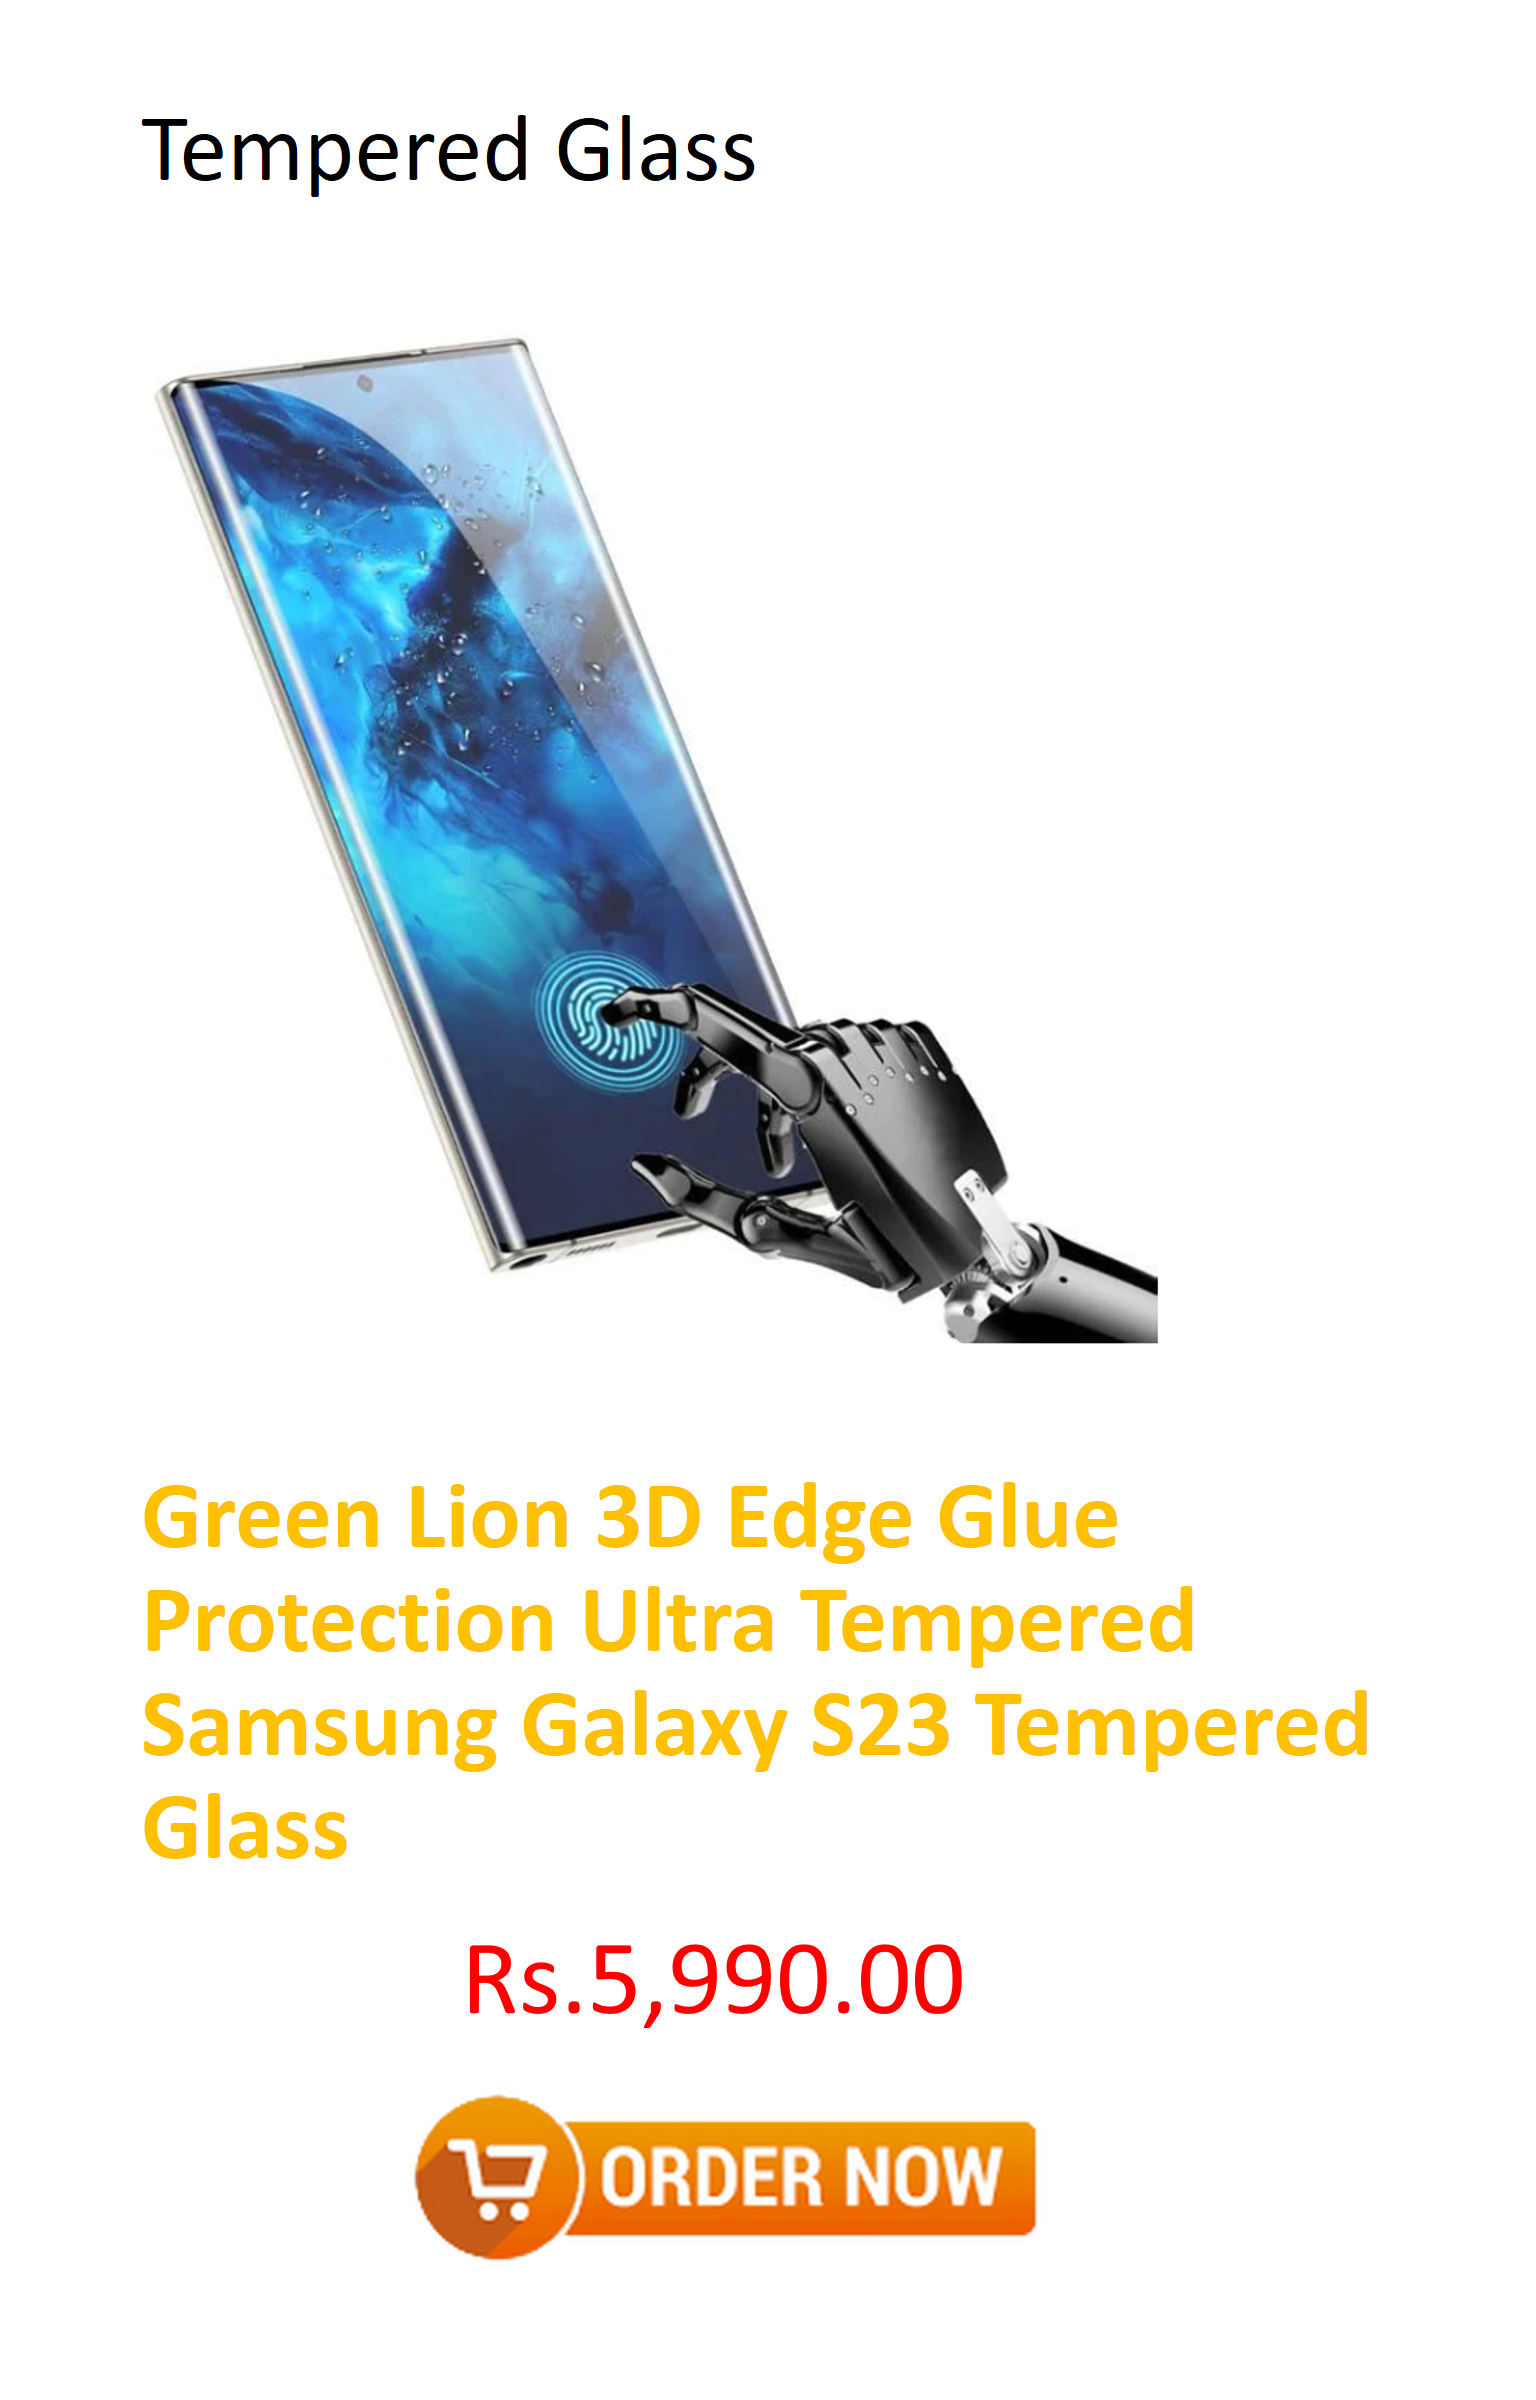 Tempered Glass
Green Lion 3D Edge Glue
Protection Ultra Tempered
Samsung Galaxy S23 Tempered
Glass
Rs.5,990.00
ORDER NOW